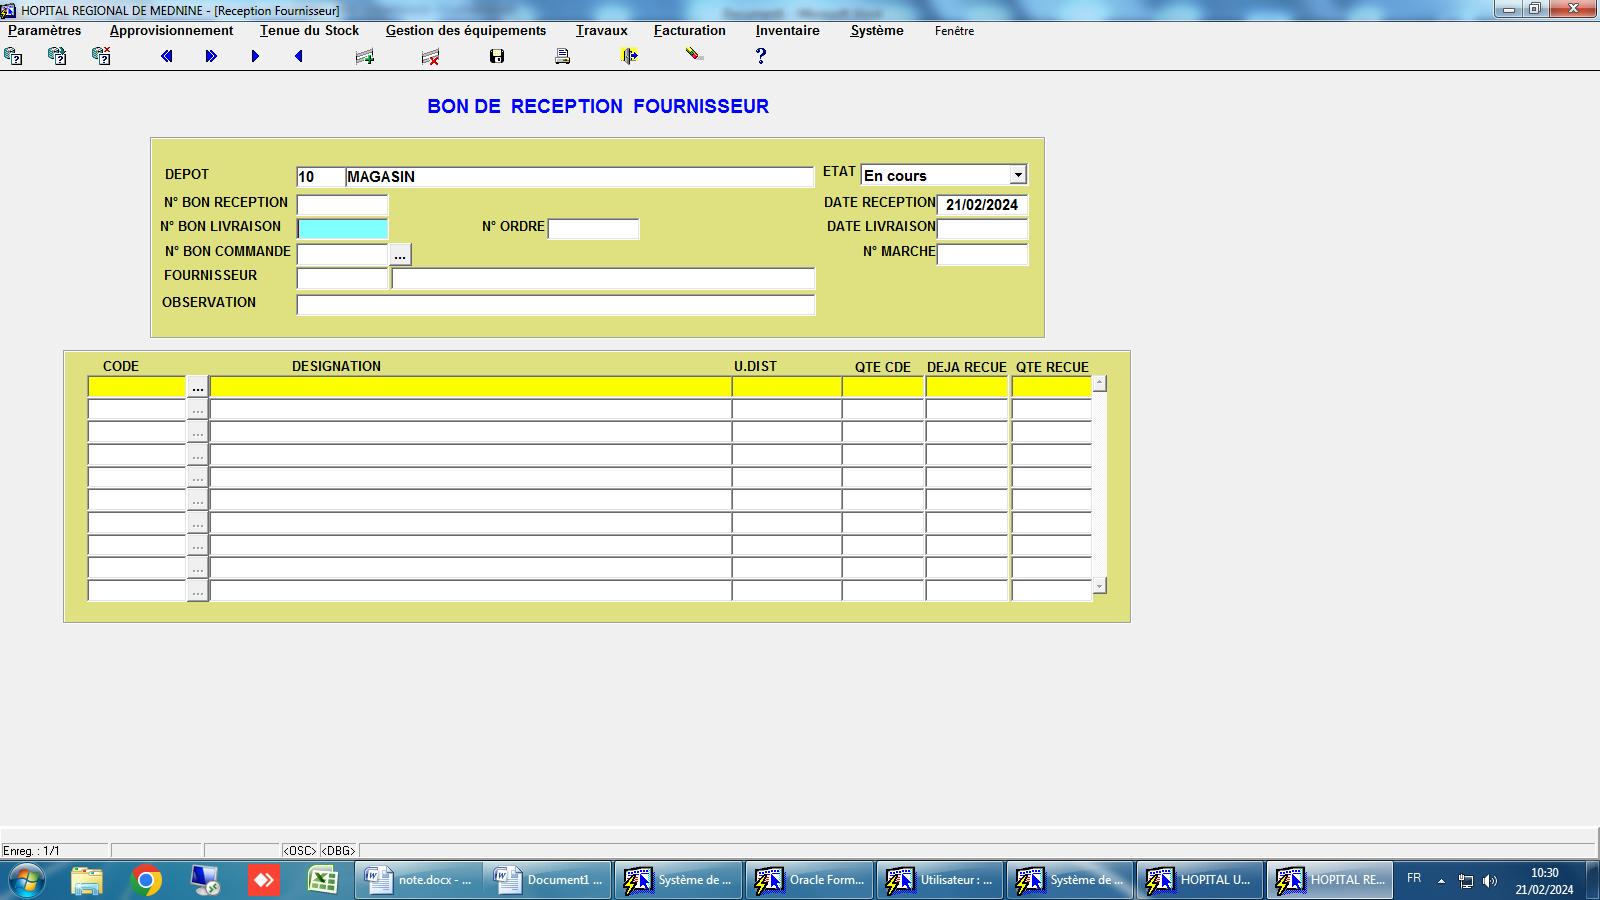 HOPITAL REGIONAL DE MEDNINE - [Reception Fournisseur]
Paramètres Approvisionnement Tenue du Stock Gestion des équipements Travaux Facturation Inventaire Système Fenêtre
BON DE RECEPTION FOURNISSEUR
DEPOT 10 MAGASIN ETAT En cours
N° BON RECEPTION DATE RECEPTION 21/02/2024
N° BON LIVRAISON N° ORDRE DATE LIVRAISON
N° BON COMMANDE ... N° MARCHE
FOURNISSEUR
OBSERVATION
CODE DESIGNATION U.DIST QTE CDE DEJA RECUE QTE RECUE
...
...
...
...
...
...
...
...
...
...
Enreg. : 1/1 <OSC> <DBG>
note.docx - ... Document1 ... Système de ... Oracle Form... Utilisateur : ... Système de ... HOPITAL U... HOPITAL RE... FR 10:30
21/02/2024